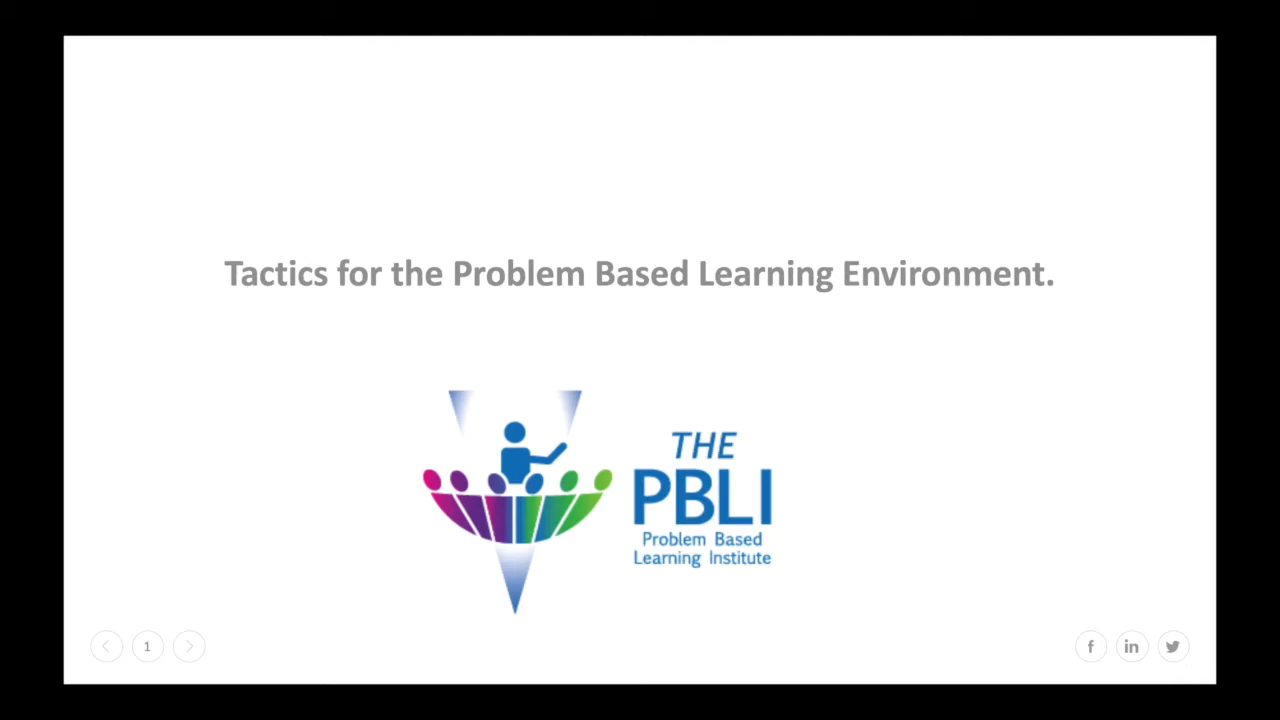 Tactics for the Problem Based Learning Environment.
THE
PBLI
Problem Based
Learning Institute
1
f
in